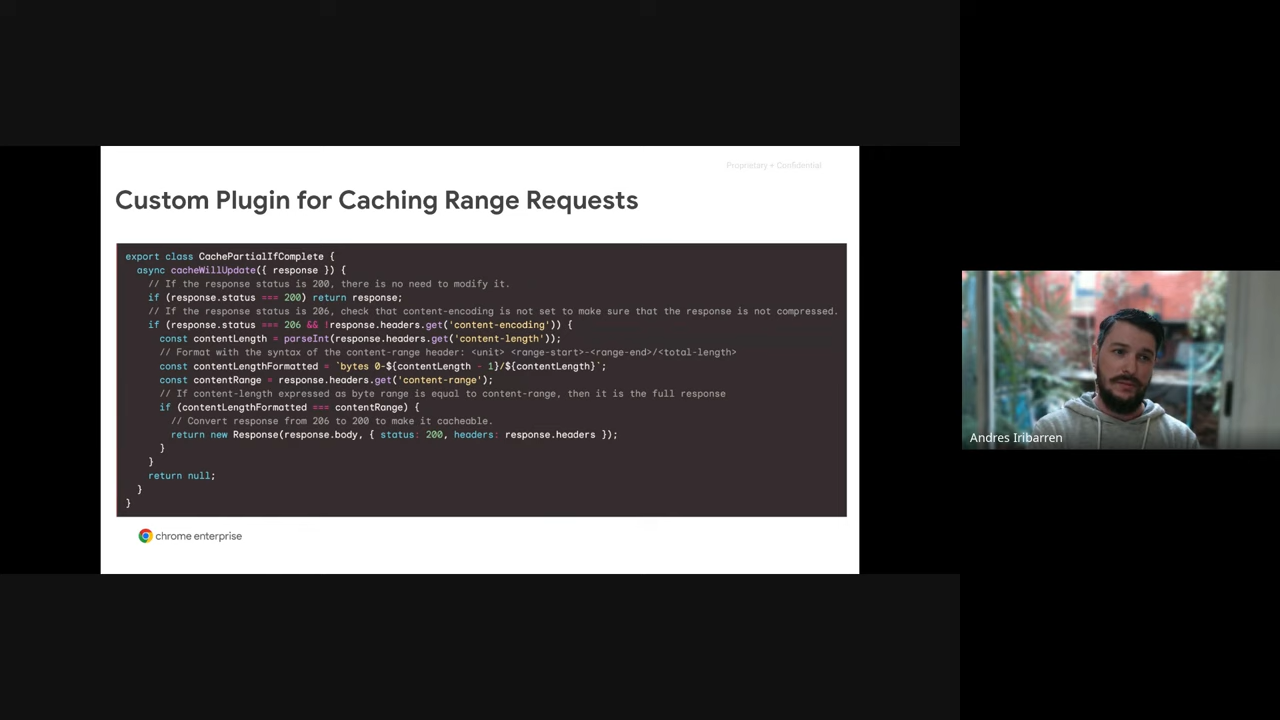 Proprietary + Confidential
Custom Plugin for Caching Range Requests
export class CachePartialIfComplete {
async cacheWillUpdate({ response }) {
// If the response status is 200, there is no need to modify it.
if (response.status === 200) return response;
// If the response status is 206, check that content-encoding is not set to make sure that the response is not compressed.
if (response.status === 206 && !response.headers.get('content-encoding')) {
const contentLength = parseInt(response.headers.get('content-length'));
// Format with the syntax of the content-range header: <unit> <range-start>-<range-end>/<total-length>
const contentLengthFormatted = `bytes 0-${contentLength - 1}/${contentLength}`;
const contentRange = response.headers.get('content-range');
// If content-length expressed as byte range is equal to content-range, then it is the full response
if (contentLengthFormatted === contentRange) {
// Convert response from 206 to 200 to make it cacheable.
return new Response(response.body, { status: 200, headers: response.headers });
}
}
return null;
}
}
chrome enterprise
Andres Iribarren